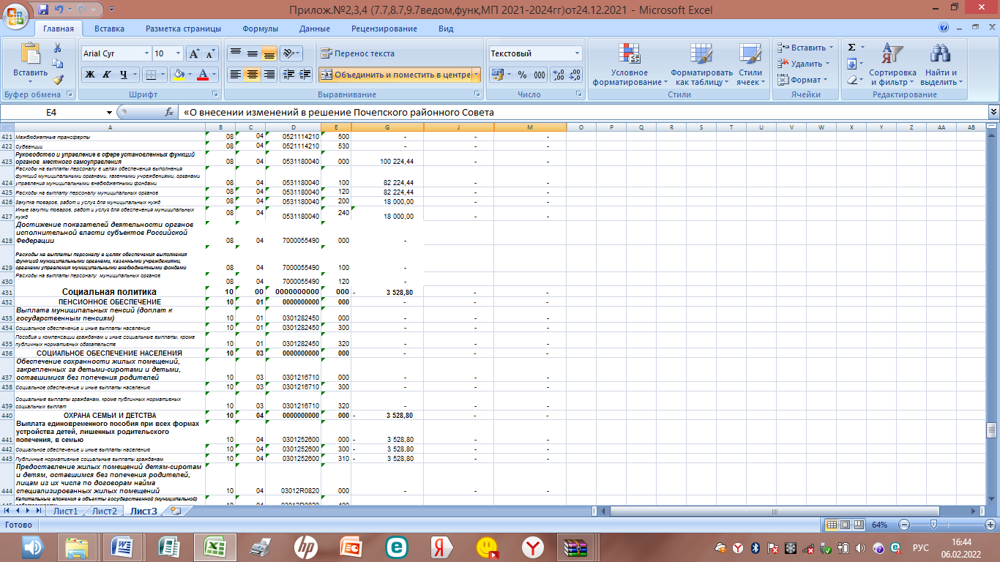 Прилож.№2,3,4 (7.7,8.7,9.7ведом,функ,МП 2021-2024гг)от24.12.2021 - Microsoft Excel
Главная Вставка Разметка страницы Формулы Данные Рецензирование Вид
Вставить Arial Cyr 10 Перенос текста Текстовый Условное форматирование Форматировать как таблицу Стили ячеек Вставить Удалить Формат Сортировка и фильтр Найти и выделить
Ж К Ч Объединить и поместить в центре % 000
Буфер обмена Шрифт Выравнивание Число Стили Ячейки Редактирование
E4 fx «О внесении изменений в решение Почепского районного Совета
A B C D E G J M O P Q R S T U V W X Y Z AA AB
421 Межбюджетные трансферты 08 04 0521114210 500 - - -
422 Субвенции 08 04 0521114210 530 - - -
Руководство и управление в сфере установленных функций
423 органов местного самоуправления 08 04 0531180040 000 100 224,44 - -
Расходы на выплаты персоналу в целях обеспечения выполнения
функций муниципальными органами, казенными учреждениями, органами
424 управления муниципальными внебюджетными фондами 08 04 0531180040 100 82 224,44 - -
425 Расходы на выплату персоналу муниципальных органов 08 04 0531180040 120 82 224,44 - -
426 Закупка товаров, работ и услуг для муниципальных нужд 08 04 0531180040 200 18 000,00 - -
Иные закупки товаров, работ и услуг для обеспечения муниципальных
427 нужд 08 04 0531180040 240 18 000,00 - -
Достижение показателей деятельности органов
исполнительной власти субъектов Российской
428 Федерации 08 04 7000055490 000 -
Расходы на выплаты персоналу в целях обеспечения выполнения
функций муниципальными органами, казенными учреждениями,
429 органами управления муниципальными внебюджетными фондами 08 04 7000055490 100 -
Расходы на выплаты персоналу муниципальных органов
430 08 04 7000055490 120 -
431 Социальная политика 10 00 0000000000 000 - 3 528,80 - -
432 ПЕНСИОННОЕ ОБЕСПЕЧЕНИЕ 10 01 0000000000 000 - - -
Выплата муниципальных пенсий (доплат к
433 государственным пенсиям) 10 01 0301282450 000 - - -
434 Социальное обеспечение и иные выплаты населению 10 01 0301282450 300 - - -
Пособия и компенсации гражданам и иные социальные выплаты, кроме
435 публичных нормативных обязательств 10 01 0301282450 320 - - -
436 СОЦИАЛЬНОЕ ОБЕСПЕЧЕНИЕ НАСЕЛЕНИЯ 10 03 0000000000 000 - - -
Обеспечение сохранности жилых помещений,
закрепленных за детьми-сиротами и детьми,
437 оставшимися без попечения родителей 10 03 0301216710 000 - - -
438 Социальное обеспечение и иные выплаты населению 10 03 0301216710 300 - - -
Социальные выплаты гражданам, кроме публичных нормативных
439 социальных выплат 10 03 0301216710 320 - - -
440 ОХРАНА СЕМЬИ И ДЕТСТВА 10 04 0000000000 000 - 3 528,80 - -
Выплата единовременного пособия при всех формах
устройства детей, лишенных родительского
441 попечения, в семью 10 04 0301252600 000 - 3 528,80 - -
442 Социальное обеспечение и иные выплаты населению 10 04 0301252600 300 - 3 528,80 - -
443 Публичные нормативные социальные выплаты гражданам 10 04 0301252600 310 - 3 528,80 - -
Предоставление жилых помещений детям-сиротам
и детям, оставшимся без попечения родителей,
лицам из их числа по договорам найма
444 специализированных жилых помещений 10 04 03012R0820 000 - - -
Капитальные вложения в объекты государственной (муниципальной)
Лист1 Лист2 Лист3
Готово 64%
РУС 16:44
06.02.2022